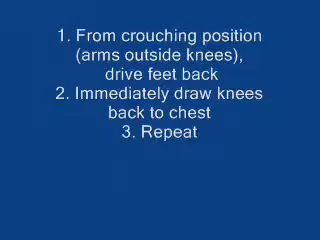 1. From crouching position
(arms outside knees),
drive feet back
2. Immediately draw knees
back to chest
3. Repeat